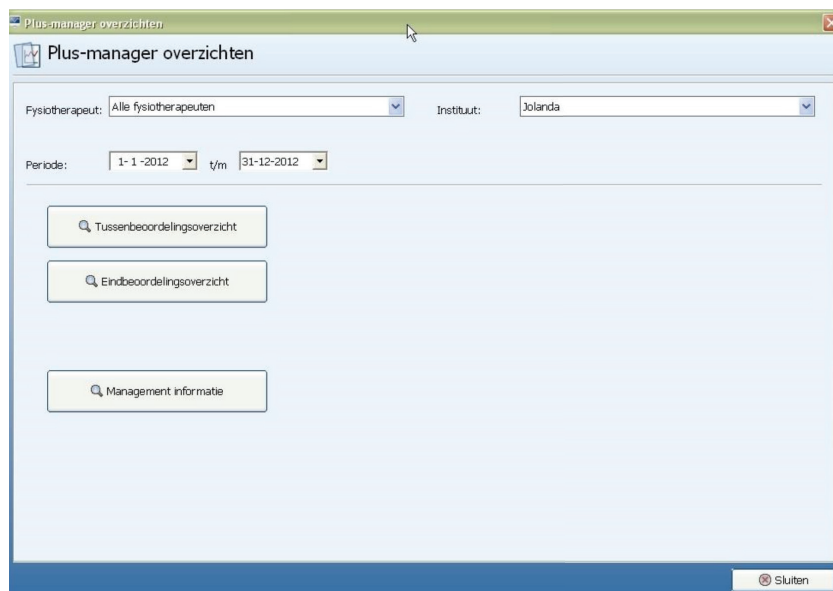 Plus-manager overzichten
Plus-manager overzichten
Fysiotherapeut: Alle fysiotherapeuten Instituut: Jolanda
Periode: 1- 1 -2012 t/m 31-12-2012
Tussenbeoordelingsoverzicht
Eindbeoordelingsoverzicht
Management informatie
Sluiten